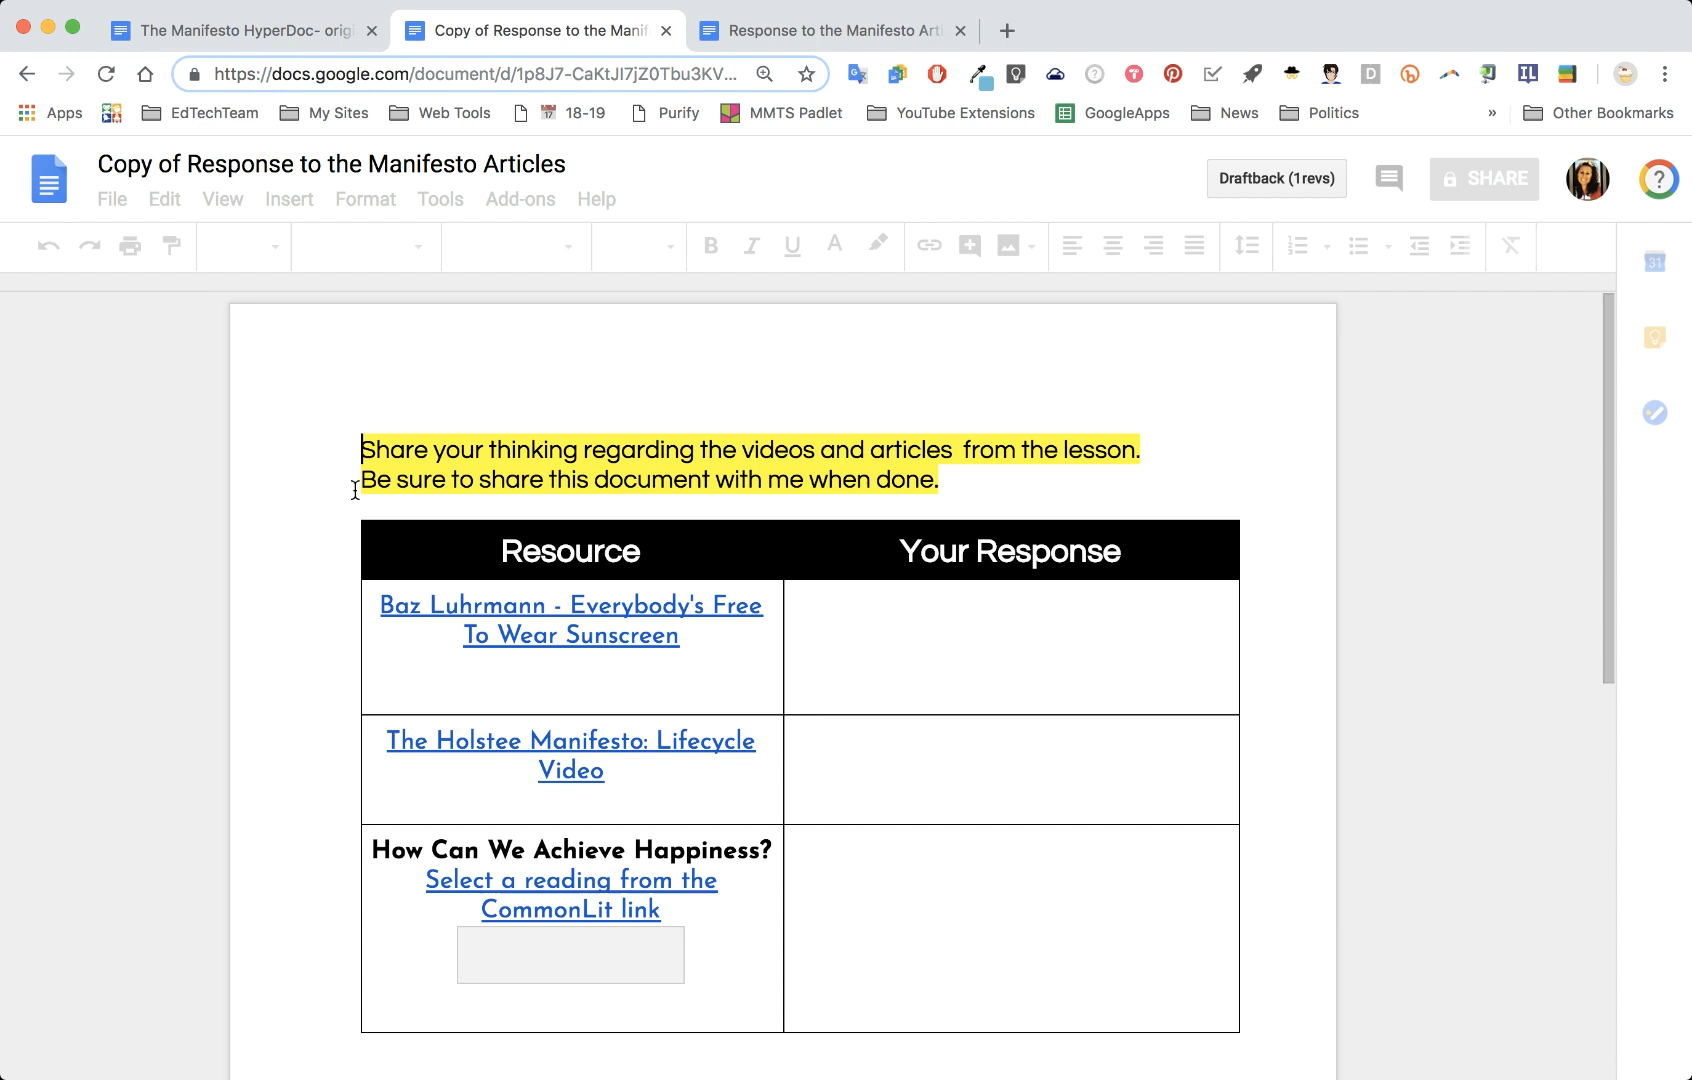 The Manifesto HyperDoc- orig
Copy of Response to the Manif
Response to the Manifesto Arti
https://docs.google.com/document/d/1p8J7-CaKtJI7jZ0Tbu3KV...
Apps
EdTechTeam
My Sites
Web Tools
18-19
Purify
MMTS Padlet
YouTube Extensions
GoogleApps
News
Politics
»
Other Bookmarks
Copy of Response to the Manifesto Articles
File Edit View Insert Format Tools Add-ons Help
Draftback (1revs)
SHARE
Share your thinking regarding the videos and articles from the lesson.
Be sure to share this document with me when done.
Resource
Your Response
Baz Luhrmann - Everybody's Free
To Wear Sunscreen
The Holstee Manifesto: Lifecycle
Video
How Can We Achieve Happiness?
Select a reading from the
CommonLit link